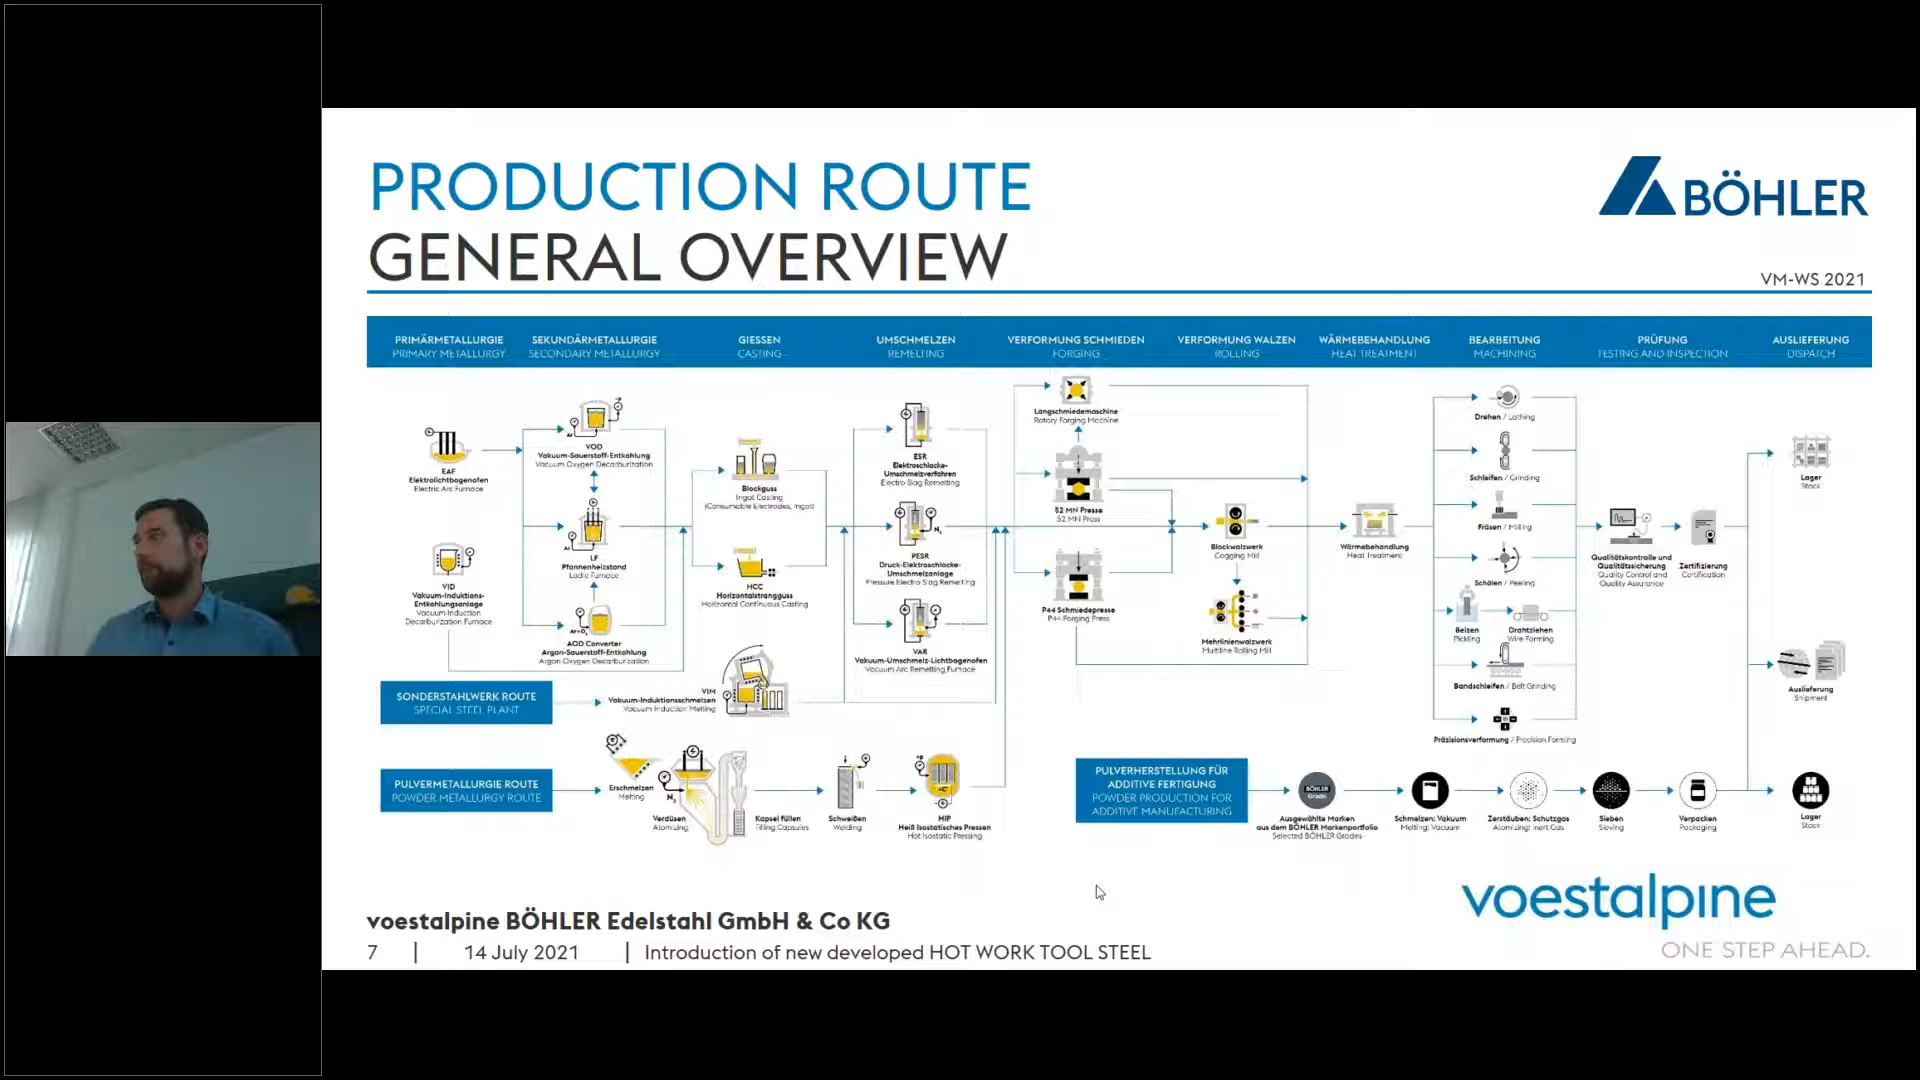 PRODUCTION ROUTE
GENERAL OVERVIEW
BÖHLER
VM-WS 2021
PRIMÄRMETALLURGIE
PRIMARY METALLURGY
SEKUNDÄRMETALLURGIE
SECONDARY METALLURGY
GIESSEN
CASTING
UMSCHMELZEN
REMELTING
VERFORMUNG SCHMIEDEN
FORGING
VERFORMUNG WALZEN
ROLLING
WÄRMEBEHANDLUNG
HEAT TREATMENT
BEARBEITUNG
MACHINING
PRÜFUNG
TESTING AND INSPECTION
AUSLIEFERUNG
DISPATCH
EAF
Elektrolichtbogenofen
Electric Arc Furnace
VID
Vakuum-Induktions-
Entkohlungsanlage
Vacuum Induction
Decarburization Furnace
VOD
Vakuum-Sauerstoff-Entkohlung
Vacuum Oxygen Decarburization
LF
Pfannenheizstand
Ladle Furnace
AOD Converter
Argon-Sauerstoff-Entkohlung
Argon Oxygen Decarburization
Blockguss
Ingot Casting
(Consumable Electrodes, Ingot)
HCC
Horizontalstrangguss
Horizontal Continuous Casting
ESR
Elektroschlacke-
Umschmelzverfahren
Electro Slag Remelting
PESR
Druck-Elektroschlacke-
Umschmelzanlage
Pressure Electro Slag Remelting
VAR
Vakuum-Umschmelz-Lichtbogenofen
Vacuum Arc Remelting Furnace
Langschmiedemaschine
Rotary Forging Machine
52 MN Presse
52 MN Press
P44 Schmiedepresse
P44 Forging Press
Blockwalzwerk
Cogging Mill
Mehrlinienwalzwerk
Multiline Rolling Mill
Wärmebehandlung
Heat Treatment
Drehen / Lathing
Schleifen / Grinding
Fräsen / Milling
Schälen / Peeling
Beizen
Pickling
Drahtziehen
Wire Forming
Bandschleifen / Belt Grinding
Präzisionsverformung / Precision Forming
Qualitätskontrolle und
Qualitätssicherung
Quality Control and
Quality Assurance
Zertifizierung
Certification
Lager
Stock
Auslieferung
Shipment
SONDERSTAHLWERK ROUTE
SPECIAL STEEL PLANT
VIM
Vakuum-Induktionsschmelzen
Vacuum Induction Melting
PULVERMETALLURGIE ROUTE
POWDER METALLURGY ROUTE
Erschmelzen
Melting
N₂
Verdüsen
Atomizing
Kapsel füllen
Filling Capsules
Schweißen
Welding
HIP
Heiß Isostatisches Pressen
Hot Isostatic Pressing
PULVERHERSTELLUNG FÜR
ADDITIVE FERTIGUNG
POWDER PRODUCTION FOR
ADDITIVE MANUFACTURING
BÖHLER
Grade
Ausgewählte Marken
aus dem BÖHLER Markenportfolio
Selected BÖHLER Grades
Schmelzen: Vakuum
Melting: Vacuum
Zerstäuben: Schutzgas
Atomizing: Inert Gas
Sieben
Sieving
Verpacken
Packaging
Lager
Stock
voestalpine
ONE STEP AHEAD.
voestalpine BÖHLER Edelstahl GmbH & Co KG
7 | 14 July 2021 | Introduction of new developed HOT WORK TOOL STEEL